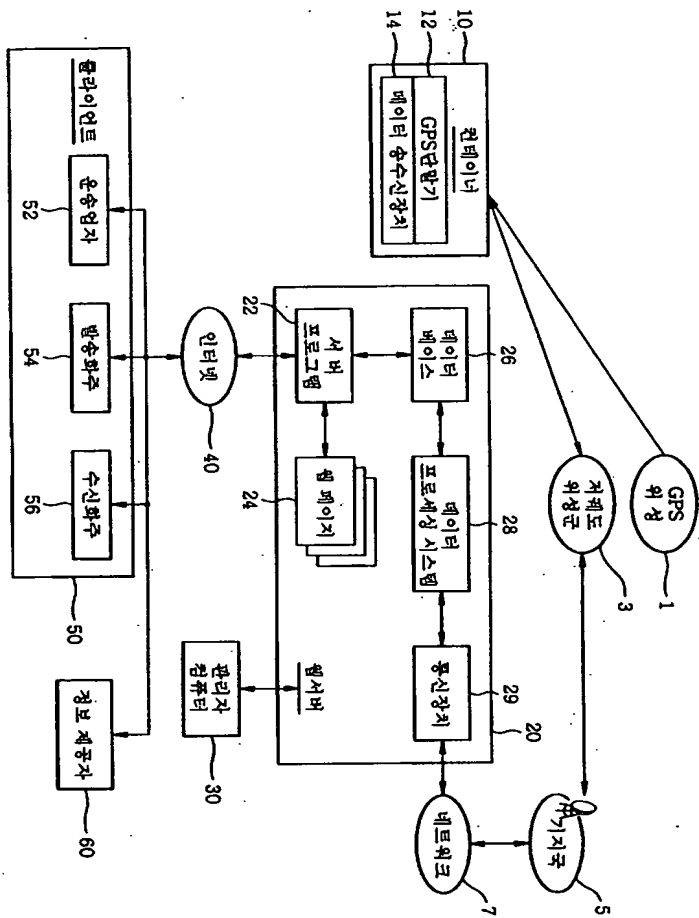 GPS
위성
1
저궤도
위성군
3
기지국
5
10
컨테이너
12
GPS단말기
14
데이터 송수신장치
26
데이터
베이스
28
데이터
프로세싱 시스템
29
통신장치
20
네트워크
7
22
서버
프로그램
24
웹 페이지
웹서버
인터넷
40
관리자
컴퓨터
30
클라이언트
운송업자
52
발송화주
54
수신화주
56
50
정보 제공자
60